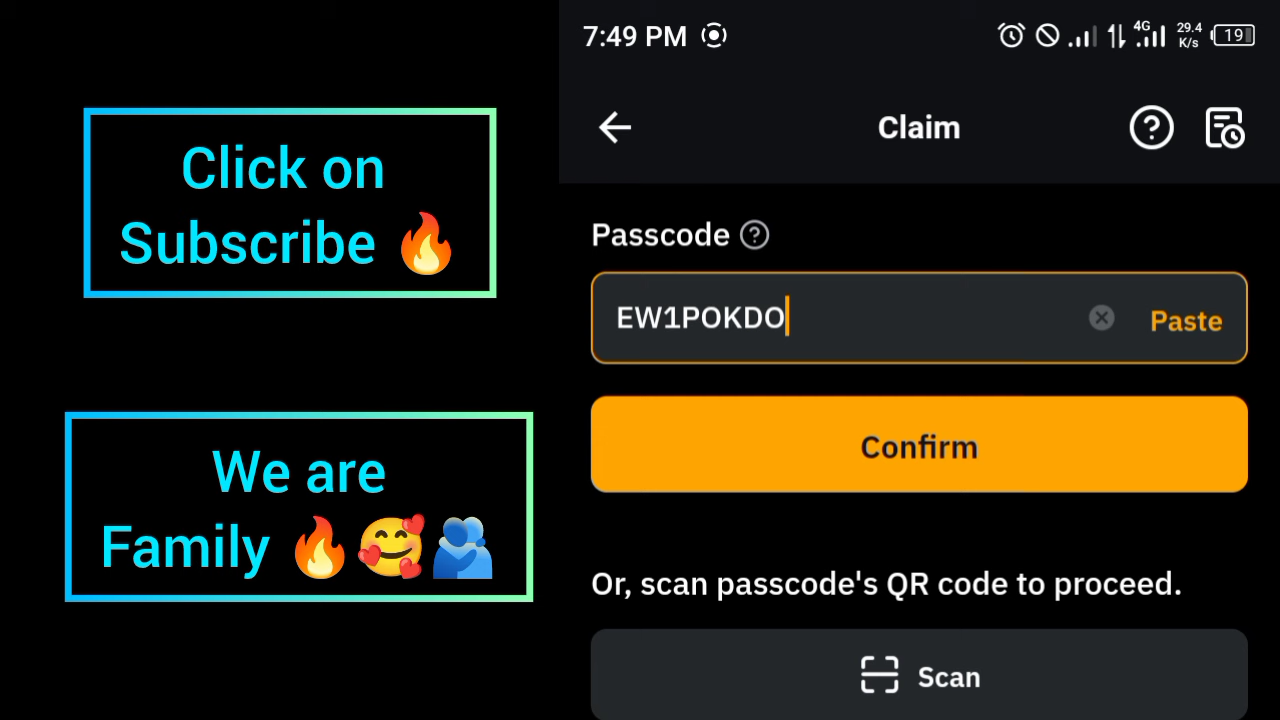 Click on
Subscribe 🔥
We are
Family 🔥🥰🫂
7:49 PM
4G
29.4
K/s
19
Claim
Passcode
EW1POKDO
Paste
Confirm
Or, scan passcode's QR code to proceed.
Scan